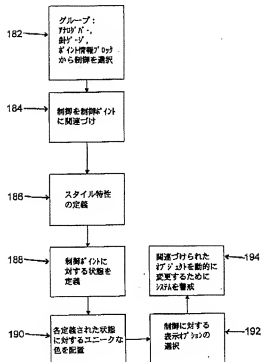 182
グループ:
アナログバー,
針ゲージ,
ポイント情報ブロック
から制御を選択
184
制御を制御ポイント
に関連づけ
186
スタイル特性
の定義
188
制御ポイントに
対する状態を
定義
190
各定義された状態
に対するユニークな
色を配置
192
制御に対する
表示オプションの
選択
194
関連づけられた
オブジェクトを動的に
変更するために
システムを警戒